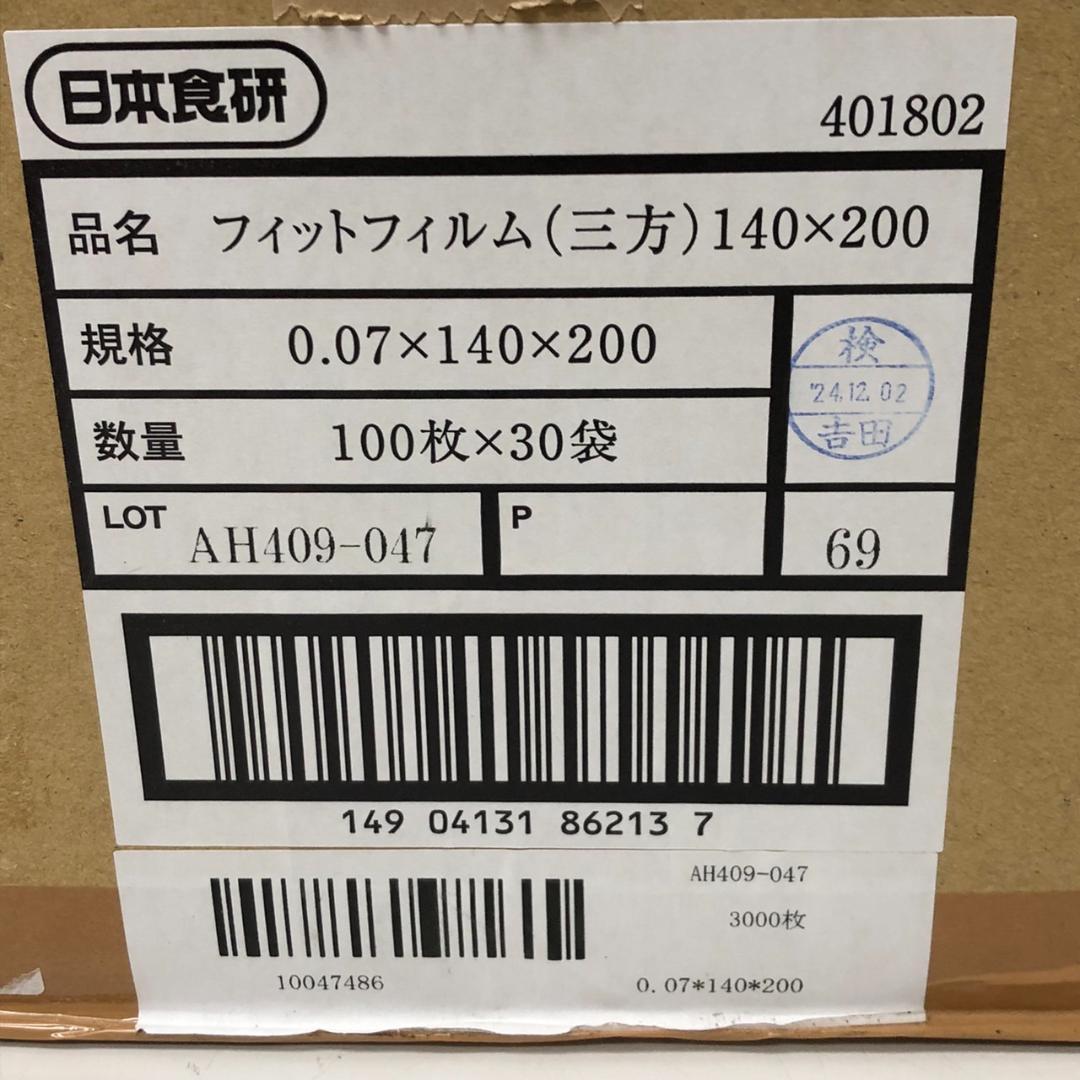 日本食研
401802
品名 フィットフィルム(三方)140×200
規格 0.07×140×200
数量 100枚×30袋
検
'24.12.02
吉田
LOT AH409-047
P
69
149 04131 86213 7
AH409-047
3000枚
10047486
0.07*140*200